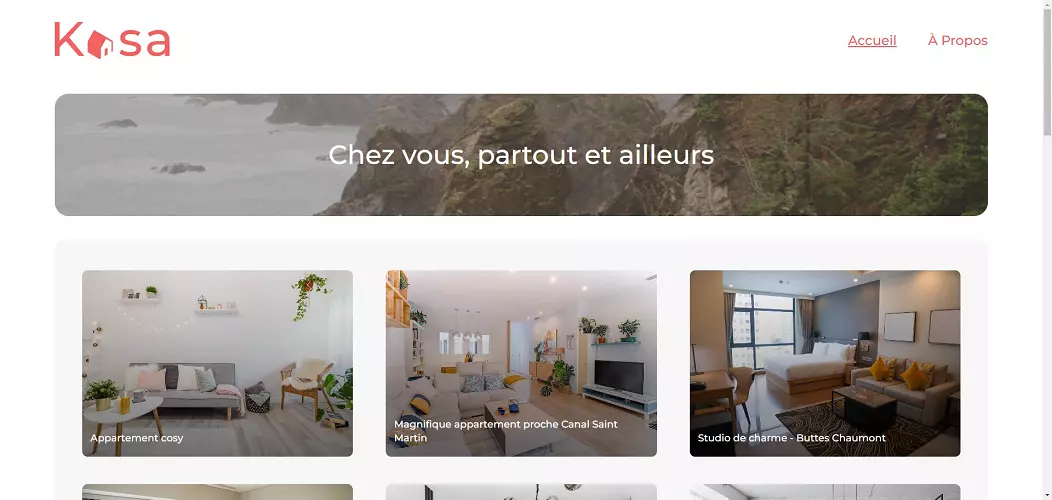 Kasa
Accueil
À Propos
Chez vous, partout et ailleurs
Appartement cosy
Magnifique appartement proche Canal Saint
Martin
Studio de charme - Buttes Chaumont